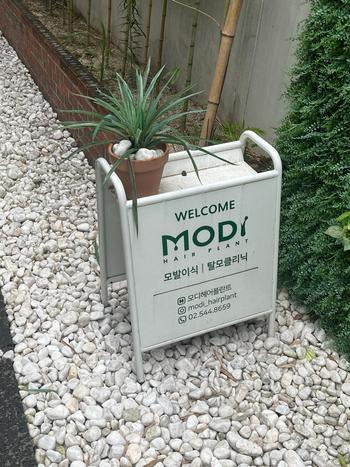 WELCOME
MODI
HAIR PLANT
모발이식 | 탈모클리닉
모디헤어플란트
modi_hairplant
02.544.8659